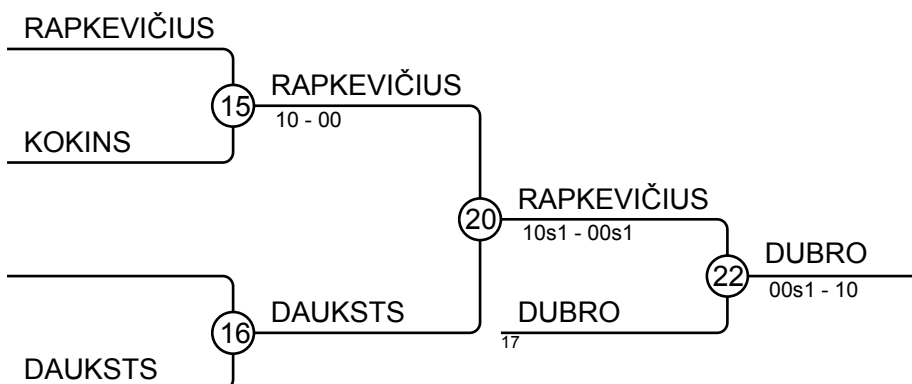 RAPKEVIČIUS
15
RAPKEVIČIUS
10 - 00
KOKINS
20
RAPKEVIČIUS
10s1 - 00s1
22
DUBRO
00s1 - 10
16
DAUKSTS
DUBRO
17
DAUKSTS